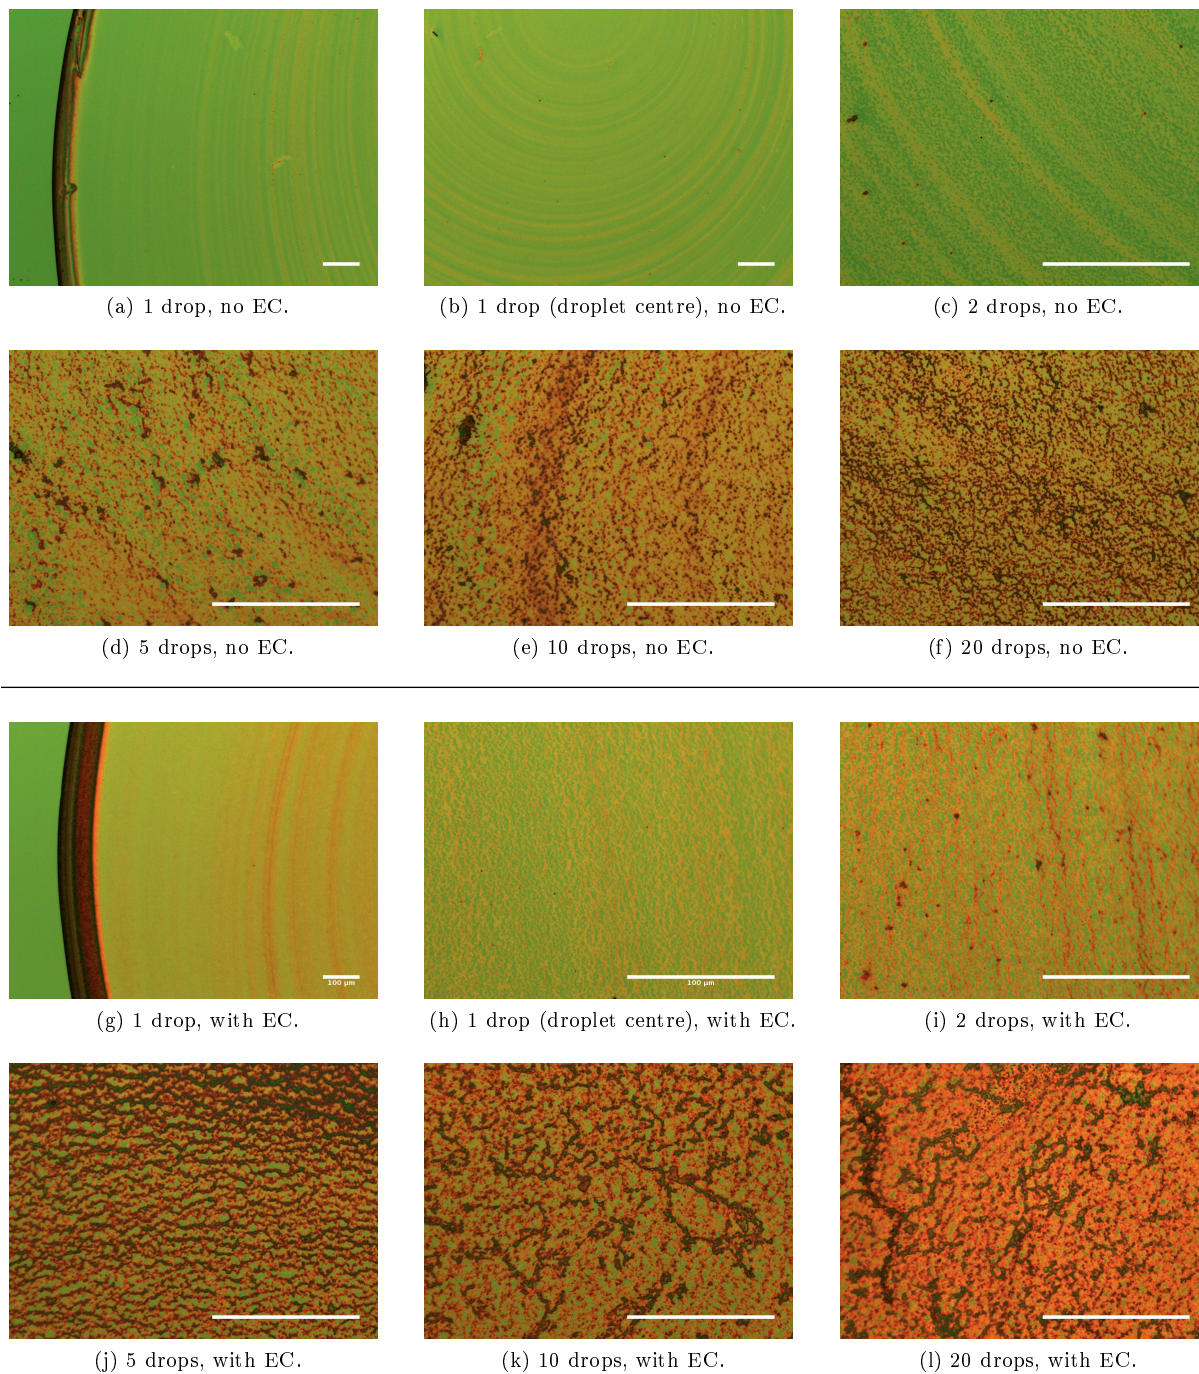 (a) 1 drop, no EC.
(b) 1 drop (droplet centre), no EC.
(c) 2 drops, no EC.
(d) 5 drops, no EC.
(e) 10 drops, no EC.
(f) 20 drops, no EC.
100 µm
100 µm
(g) 1 drop, with EC.
(h) 1 drop (droplet centre), with EC.
(i) 2 drops, with EC.
(j) 5 drops, with EC.
(k) 10 drops, with EC.
(l) 20 drops, with EC.